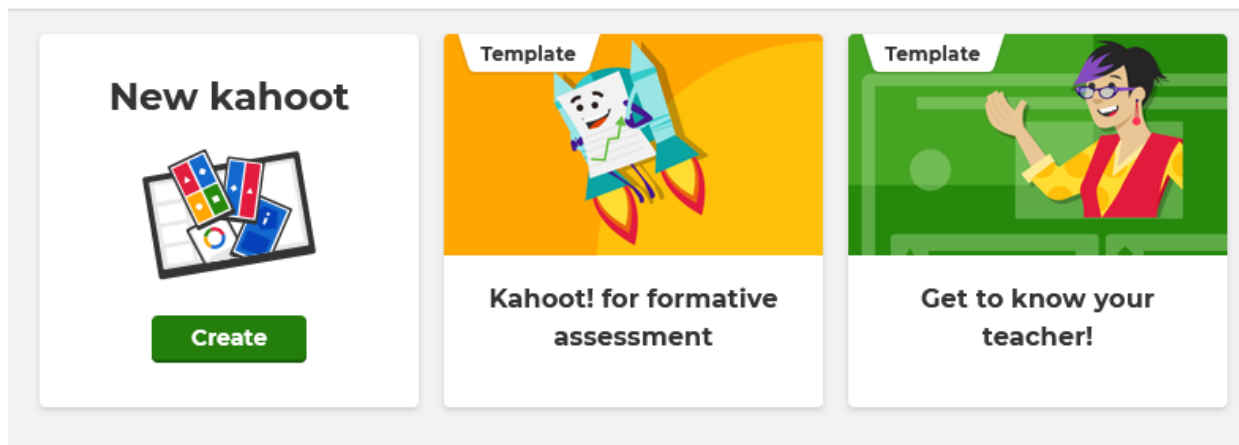 New kahoot
Create
Template
Kahoot! for formative
assessment
Template
Get to know your
teacher!